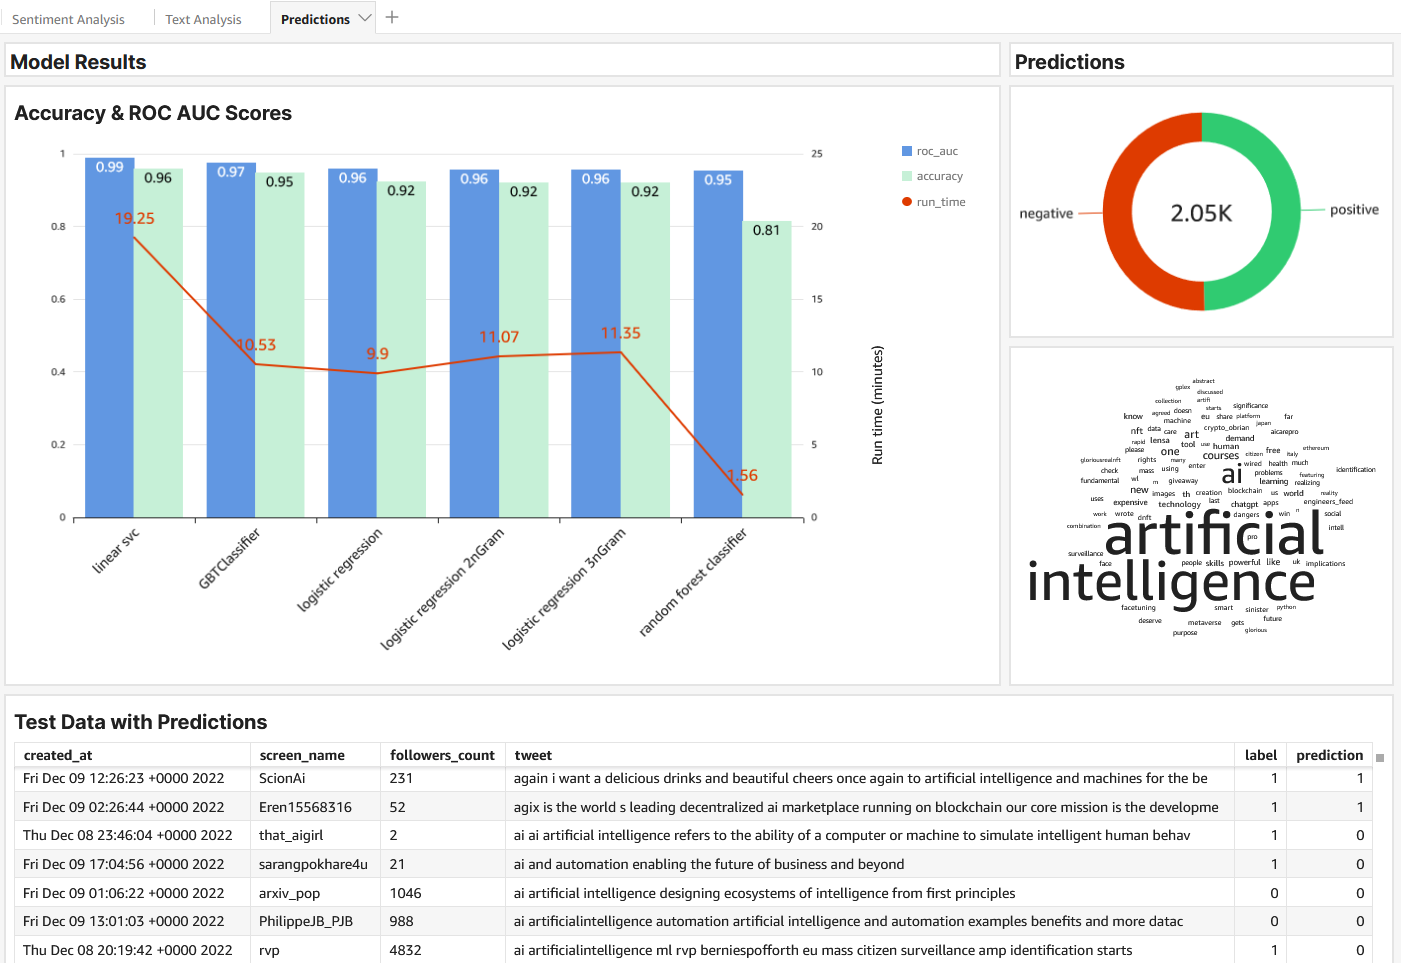 Sentiment Analysis
Text Analysis
Predictions
Model Results
Predictions
Accuracy & ROC AUC Scores
1
0.8
0.6
0.4
0.2
0
25
20
15
10
5
0
0.99
0.96
0.97
0.95
0.96
0.92
0.96
0.92
0.96
0.92
0.95
0.81
19.25
10.53
9.9
11.07
11.35
1.56
Run time (minutes)
linear svc
GBTClassifier
logistic regression
logistic regression 2nGram
logistic regression 3nGram
random forest classifier
roc_auc
accuracy
run_time
negative
2.05K
positive
abstract
gplex
discussed
collection artifi
starts significance
know agreed doesn eu share platform far
machine japan
nft data care art crypto_obrian aicarepro
rapid lensa tool use human demand
please one courses citizen free italy ethereum
gloriousrealnft rights many ai wired health much
check mass using enter problems featuring identification
fundamental wl m giveaway learning realizing
new images th creation blockchain us world reality
uses expensive technology last chatgpt apps engineers_feed
work wrote dnft dangers win n social
combination artificial intell
pro
surveillance
face people skills powerful like uk implications
intelligence
facetuning smart sinister python
deserve metaverse gets future
purpose glorious
Test Data with Predictions
created_at screen_name followers_count tweet label prediction
Fri Dec 09 12:26:23 +0000 2022 ScionAi 231 again i want a delicious drinks and beautiful cheers once again to artificial intelligence and machines for the be 1 1
Fri Dec 09 02:26:44 +0000 2022 Eren15568316 52 agix is the world s leading decentralized ai marketplace running on blockchain our core mission is the developme 1 1
Thu Dec 08 23:46:04 +0000 2022 that_aigirl 2 ai ai artificial intelligence refers to the ability of a computer or machine to simulate intelligent human behav 1 0
Fri Dec 09 17:04:56 +0000 2022 sarangpokhare4u 21 ai and automation enabling the future of business and beyond 1 0
Fri Dec 09 01:06:22 +0000 2022 arxiv_pop 1046 ai artificial intelligence designing ecosystems of intelligence from first principles 0 0
Fri Dec 09 13:01:03 +0000 2022 PhilippeJB_PJB 988 ai artificialintelligence automation artificial intelligence and automation examples benefits and more datac 0 0
Thu Dec 08 20:19:42 +0000 2022 rvp 4832 ai artificialintelligence ml rvp berniespofforth eu mass citizen surveillance amp identification starts 1 0